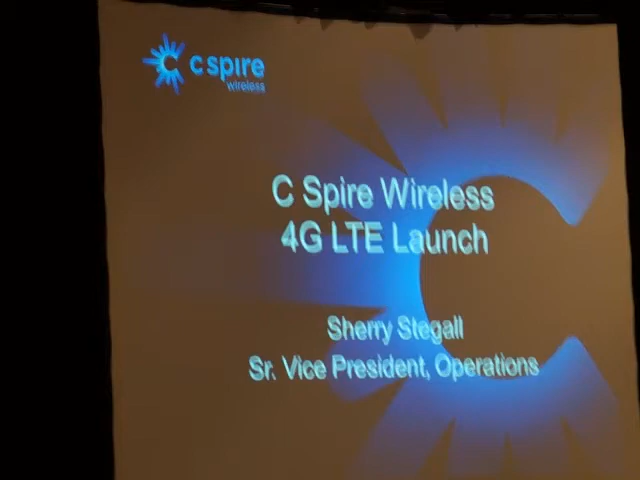 c spire
wireless
C Spire Wireless
4G LTE Launch
Sherry Stegall
Sr. Vice President, Operations